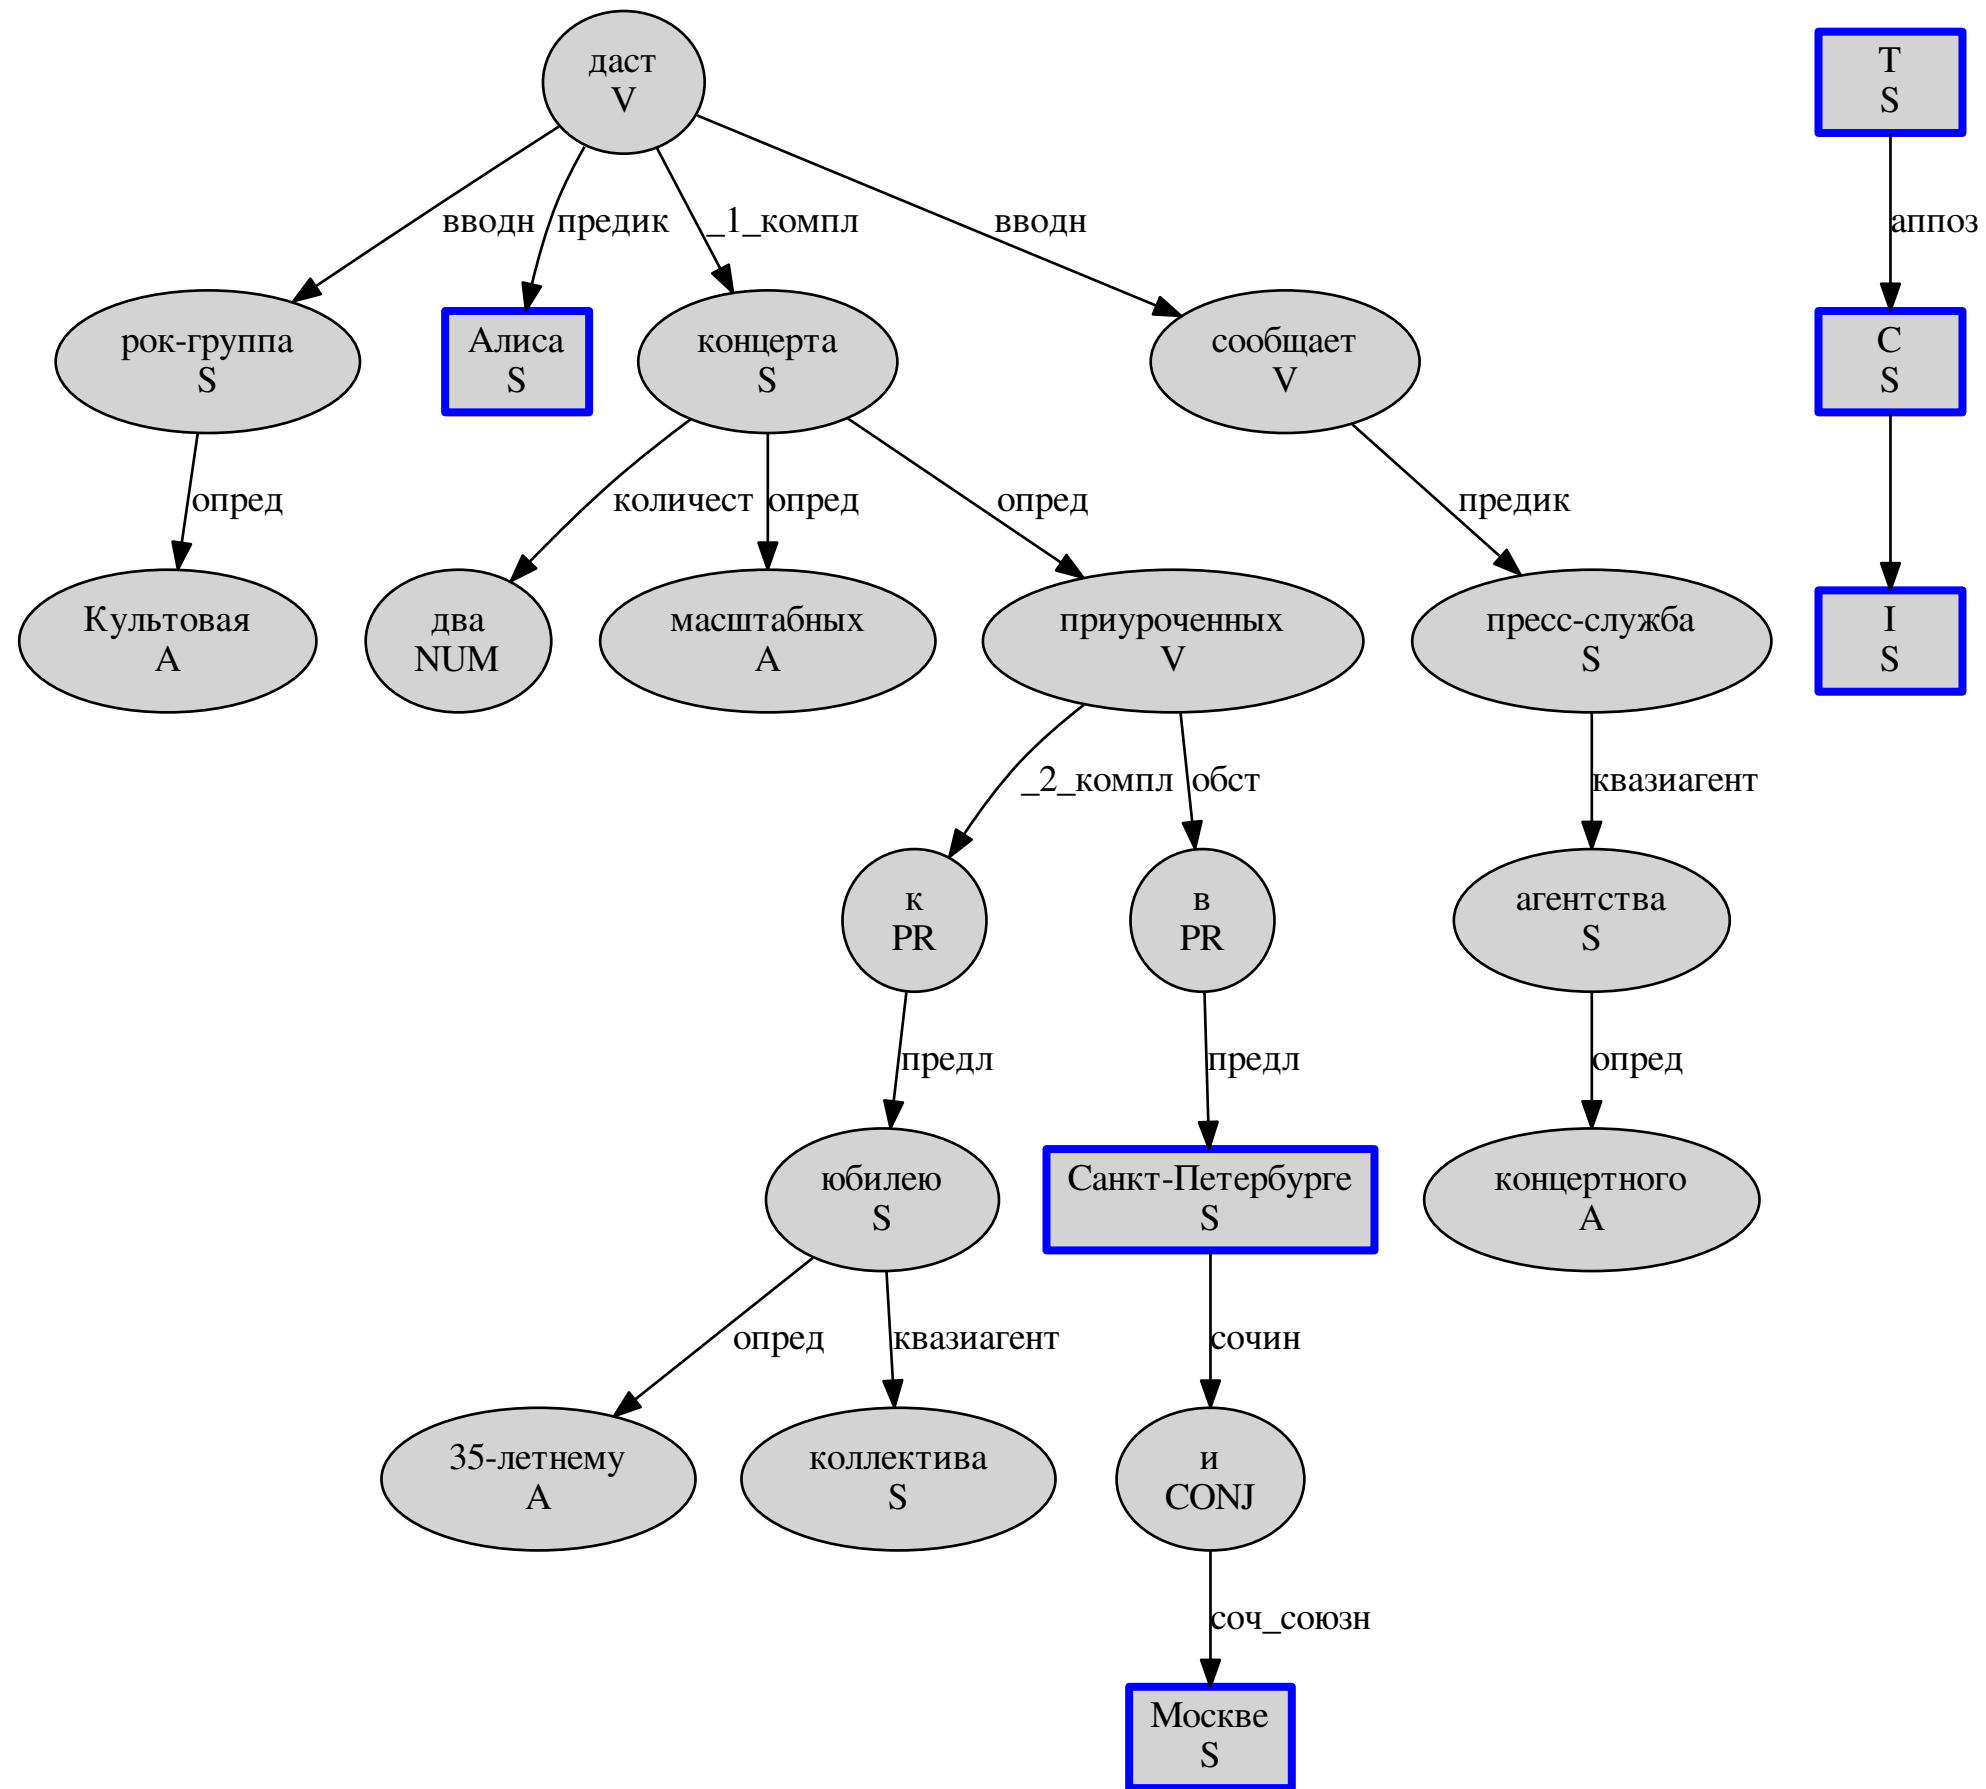 даст
V
T
S
вводн
предик
_1_компл
вводн
аппоз
рок-группа
S
Алиса
S
концерта
S
сообщает
V
C
S
опред
количест
опред
опред
предик
Культовая
A
два
NUM
масштабных
A
приуроченных
V
пресс-служба
S
I
S
_2_компл
обст
квазиагент
к
PR
в
PR
агентства
S
предл
предл
опред
юбилею
S
Санкт-Петербурге
S
концертного
A
опред
квазиагент
сочин
35-летнему
A
коллектива
S
и
CONJ
соч_союзн
Москве
S